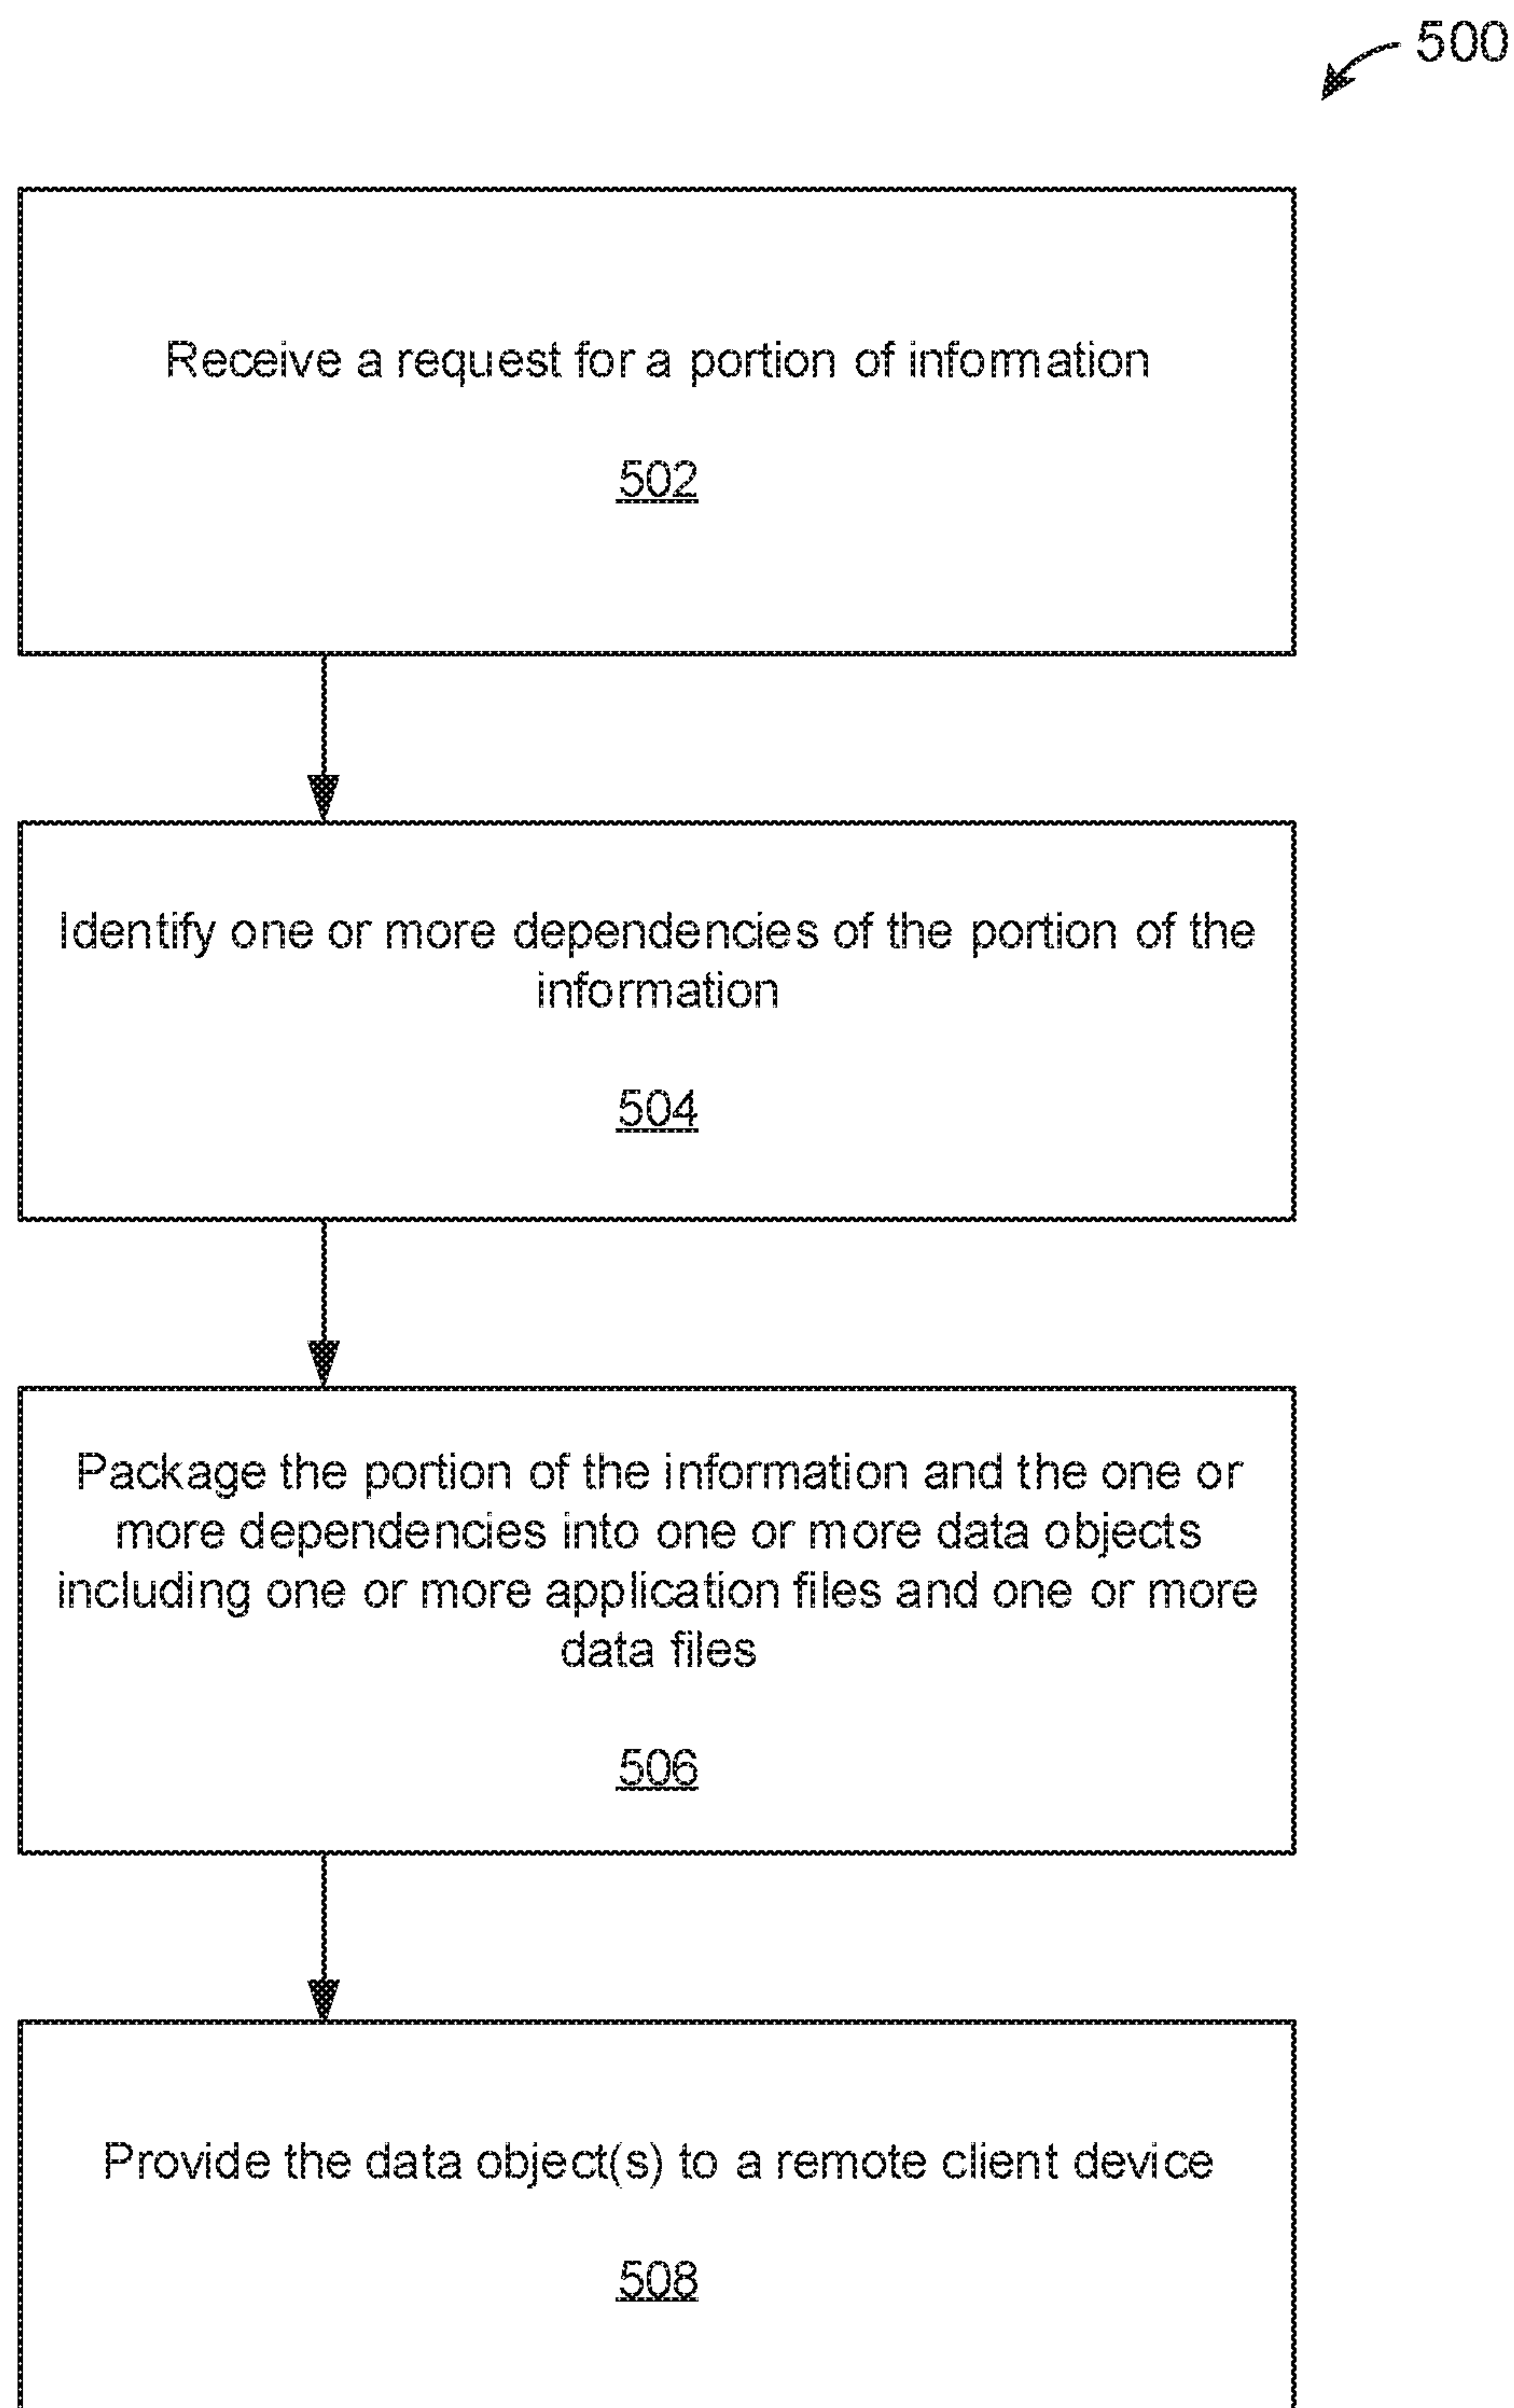 500
Receive a request for a portion of information
502
Identify one or more dependencies of the portion of the
information
504
Package the portion of the information and the one or
more dependencies into one or more data objects
including one or more application files and one or more
data files
506
Provide the data object(s) to a remote client device
508